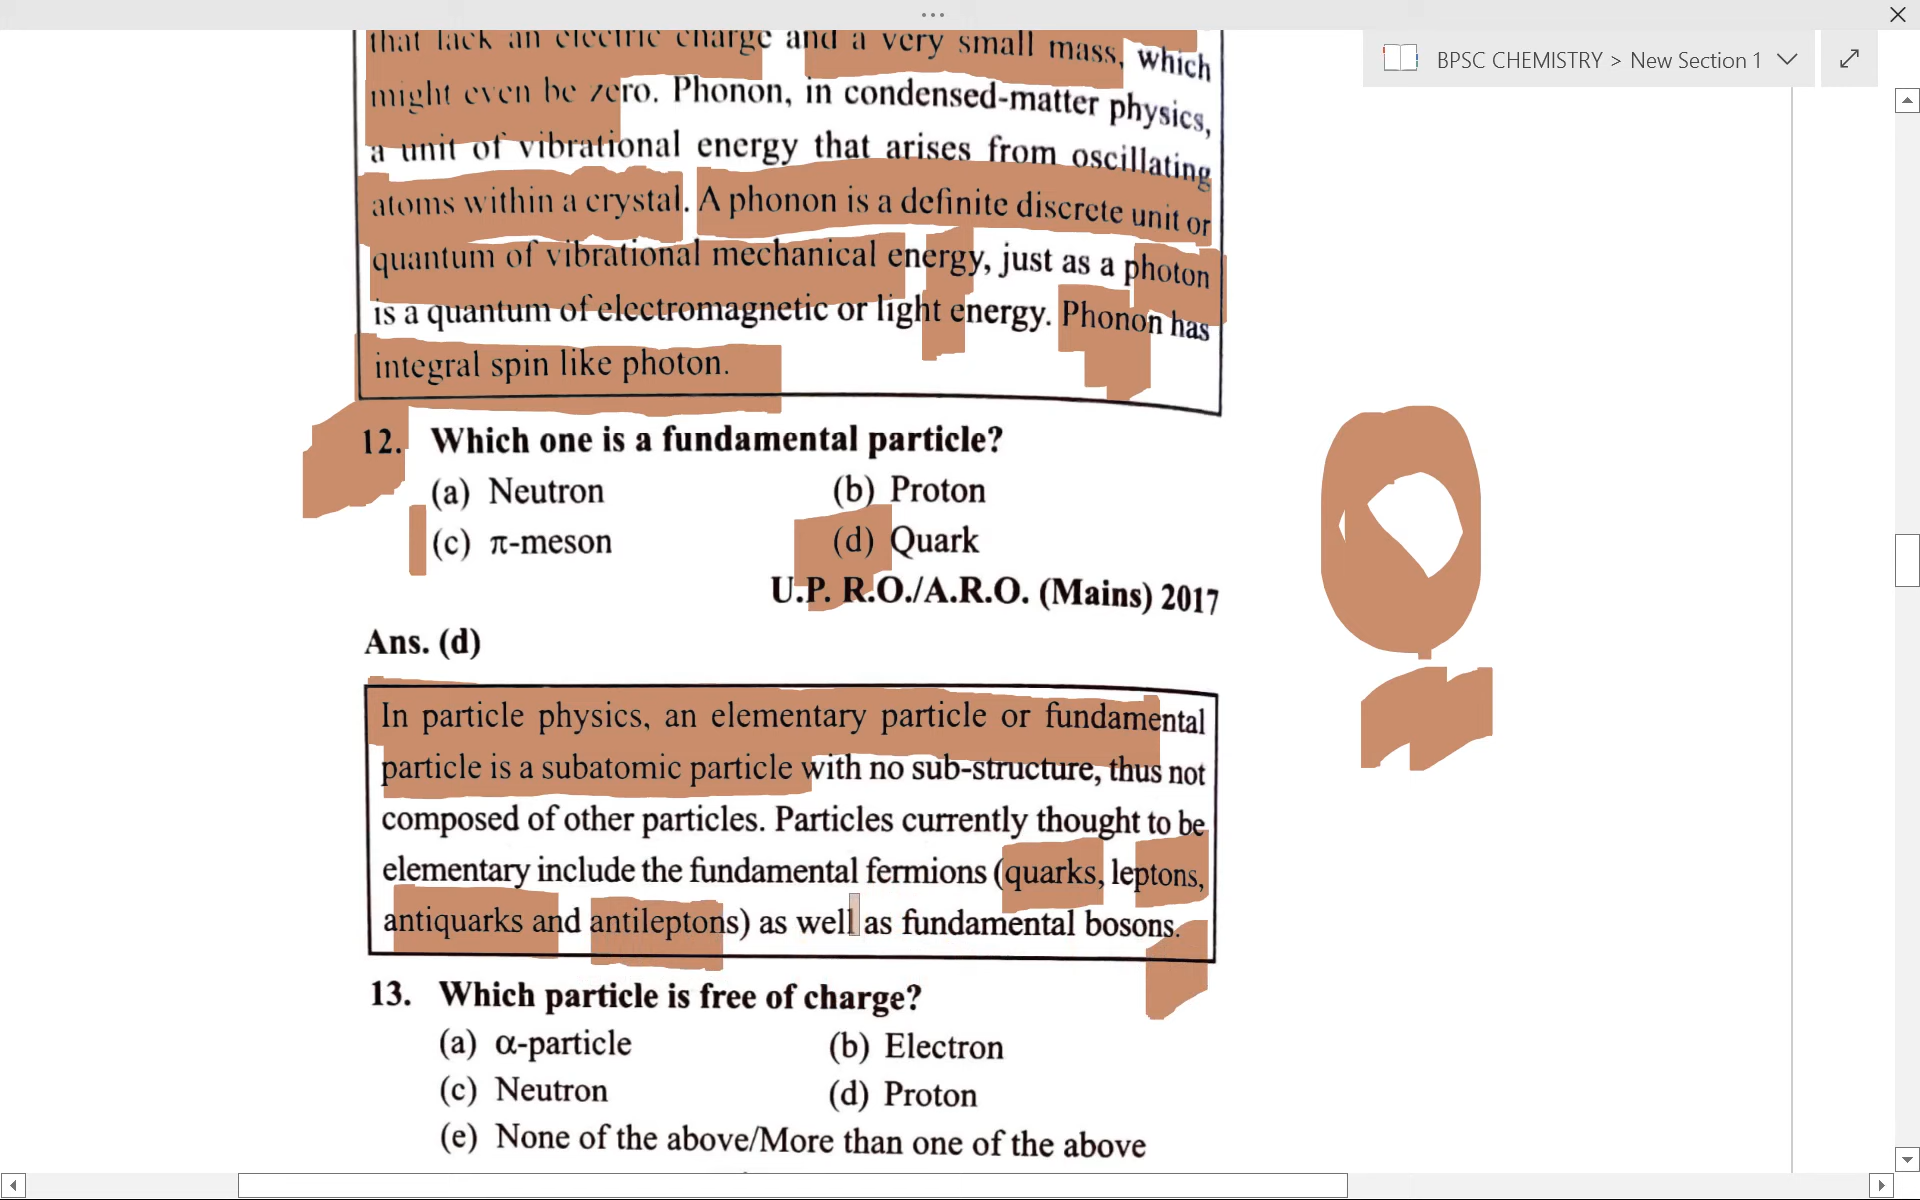 BPSC CHEMISTRY > New Section 1
that lack an electric charge and a very small mass, which
might even be zero. Phonon, in condensed-matter physics,
a unit of vibrational energy that arises from oscillating
atoms within a crystal. A phonon is a definite discrete unit or
quantum of vibrational mechanical energy, just as a photon
is a quantum of electromagnetic or light energy. Phonon has
integral spin like photon.
12. Which one is a fundamental particle?
(a) Neutron (b) Proton
(c) π-meson (d) Quark
U.P. R.O./A.R.O. (Mains) 2017
Ans. (d)
In particle physics, an elementary particle or fundamental
particle is a subatomic particle with no sub-structure, thus not
composed of other particles. Particles currently thought to be
elementary include the fundamental fermions (quarks, leptons,
antiquarks and antileptons) as well as fundamental bosons.
13. Which particle is free of charge?
(a) α-particle (b) Electron
(c) Neutron (d) Proton
(e) None of the above/More than one of the above